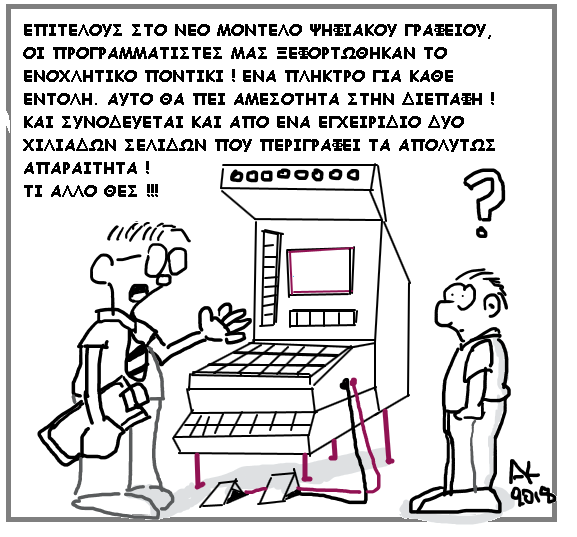 ΕΠΙΤΕΛΟΥΣ ΣΤΟ ΝΕΟ ΜΟΝΤΕΛΟ ΨΗΦΙΑΚΟΥ ΓΡΑΦΕΙΟΥ,
ΟΙ ΠΡΟΓΡΑΜΜΑΤΙΣΤΕΣ ΜΑΣ ΞΕΦΟΡΤΩΘΗΚΑΝ ΤΟ
ΕΝΟΧΛΗΤΙΚΟ ΠΟΝΤΙΚΙ ! ΕΝΑ ΠΛΗΚΤΡΟ ΓΙΑ ΚΑΘΕ
ΕΝΤΟΛΗ. ΑΥΤΟ ΘΑ ΠΕΙ ΑΜΕΣΟΤΗΤΑ ΣΤΗΝ ΔΙΕΠΑΦΗ !
ΚΑΙ ΣΥΝΟΔΕΥΕΤΑΙ ΚΑΙ ΑΠΟ ΕΝΑ ΕΓΧΕΙΡΙΔΙΟ ΔΥΟ
ΧΙΛΙΑΔΩΝ ΣΕΛΙΔΩΝ ΠΟΥ ΠΕΡΙΓΡΑΦΕΙ ΤΑ ΑΠΟΛΥΤΩΣ
ΑΠΑΡΑΙΤΗΤΑ !
ΤΙ ΑΛΛΟ ΘΕΣ !!!
?
ΑΚ
2018